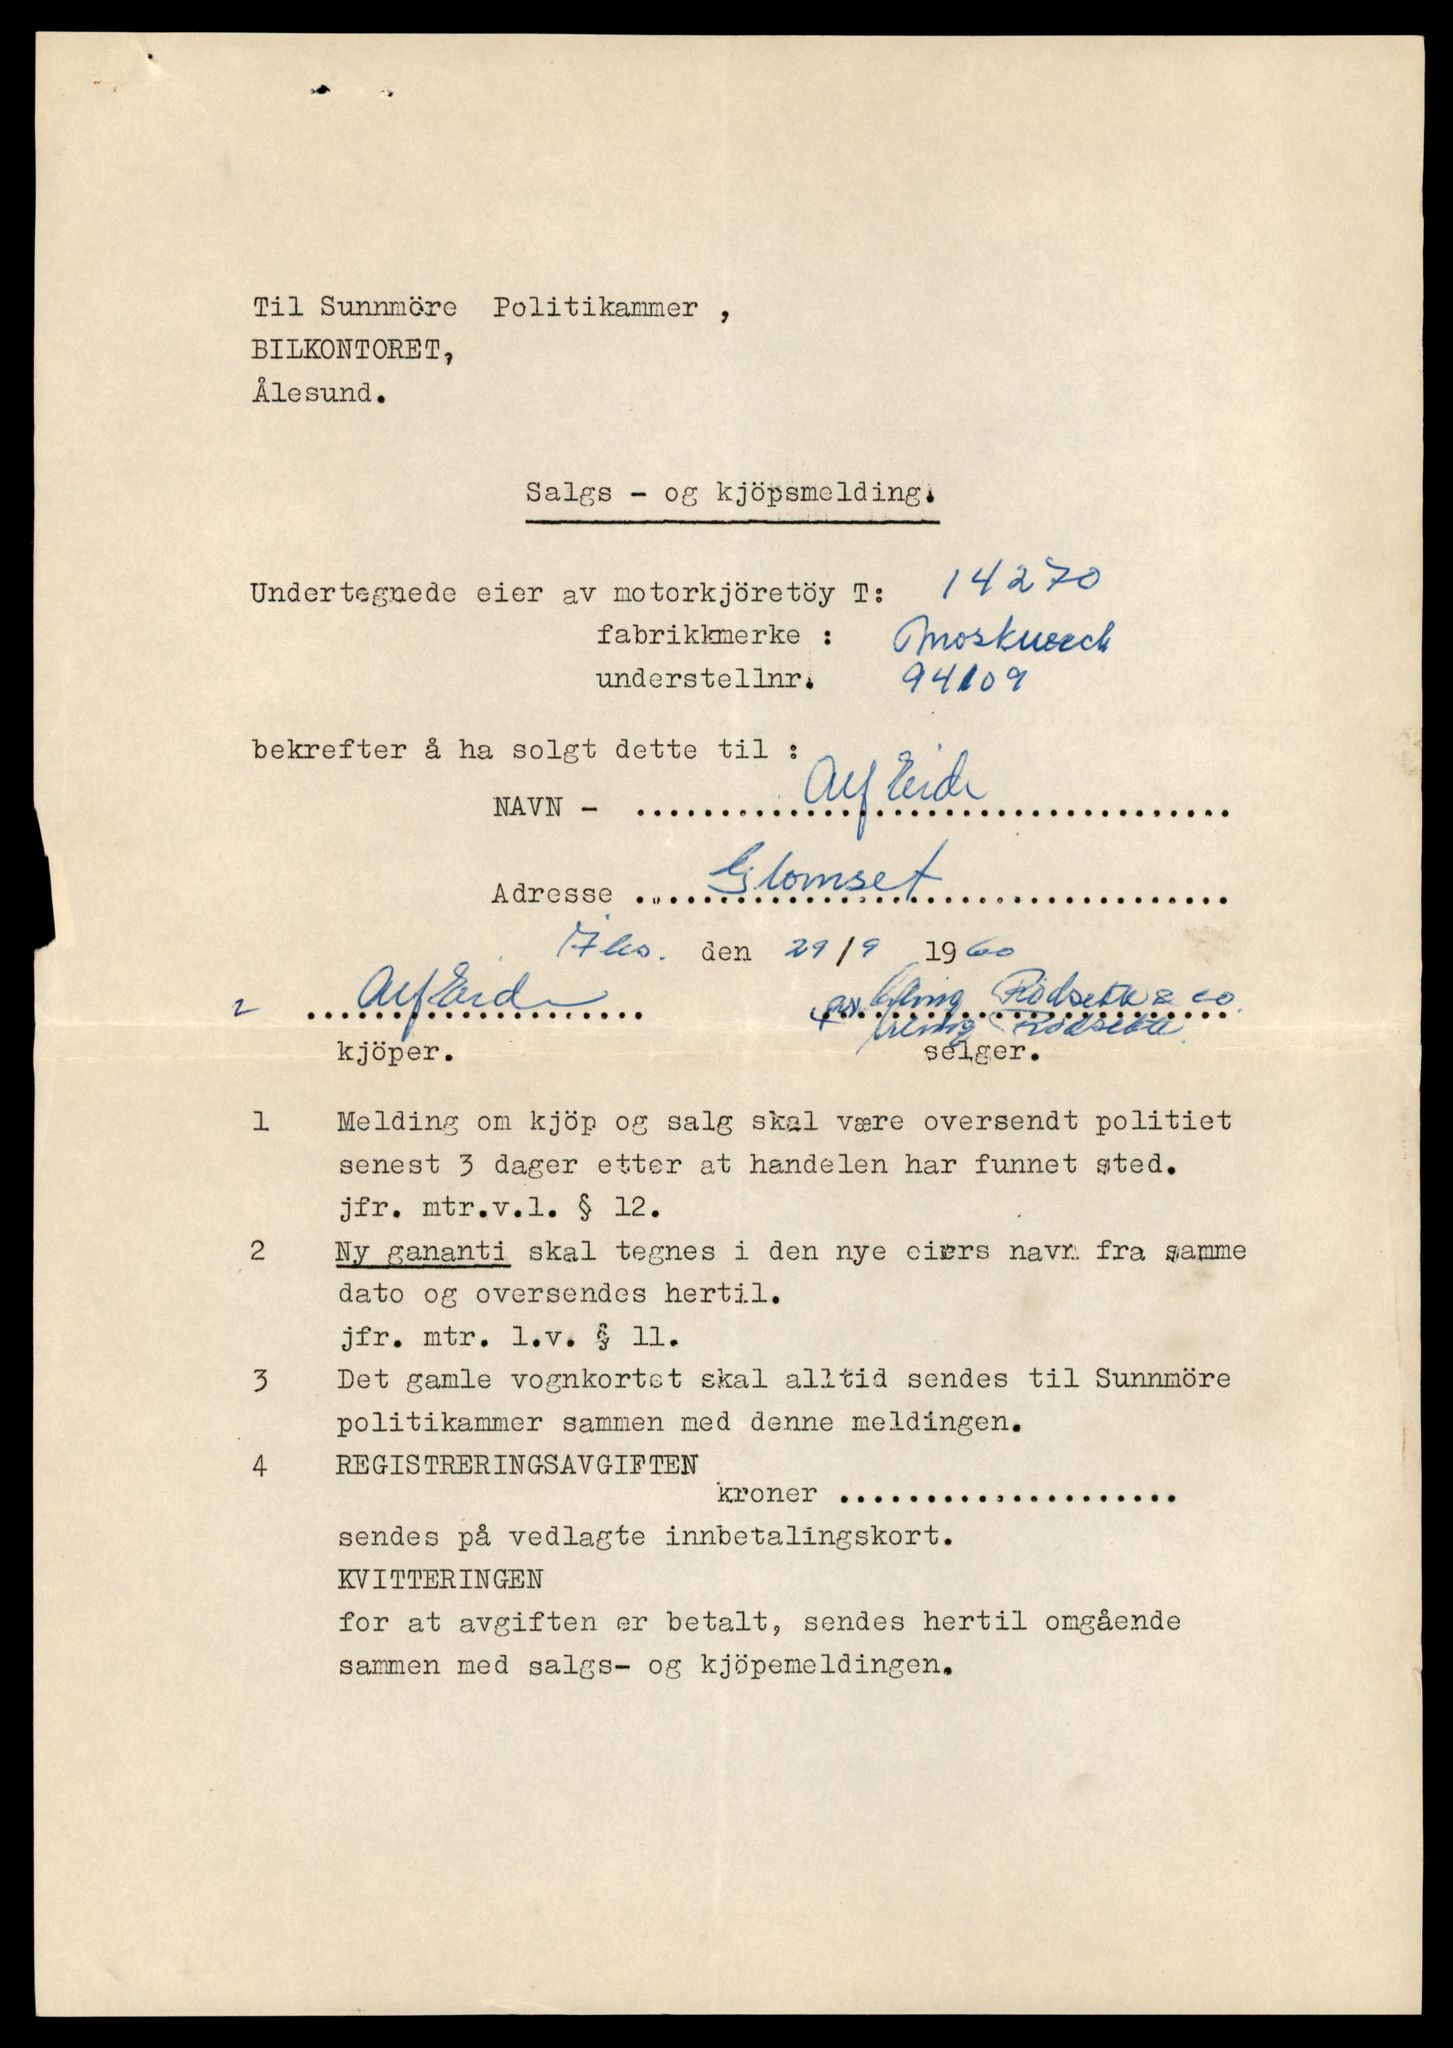 Til Sunnmöre Politikammer ,
BILKONTORET,
Ålesund.
Salgs - og kjöpsmelding.
Undertegnede eier av motorkjöretöy T: 14270
fabrikkmerke : Moskvech
understellnr. 94109
bekrefter å ha solgt dette til :
NAVN - Alf Eide
Adresse Glomset
den 29/9 1960
Alf Eide Rödseth & co
Rödseth
kjöper. selger.
1 Melding om kjöp og salg skal være oversendt politiet
senest 3 dager etter at handelen har funnet sted.
jfr. mtr.v.l. § 12.
2 Ny gananti skal tegnes i den nye eiers navn fra samme
dato og oversendes hertil.
jfr. mtr. l.v. § 11.
3 Det gamle vognkortet skal alltid sendes til Sunnmöre
politikammer sammen med denne meldingen.
4 REGISTRERINGSAVGIFTEN
kroner ....................
sendes på vedlagte innbetalingskort.
KVITTERINGEN
for at avgiften er betalt, sendes hertil omgående
sammen med salgs- og kjöpemeldingen.